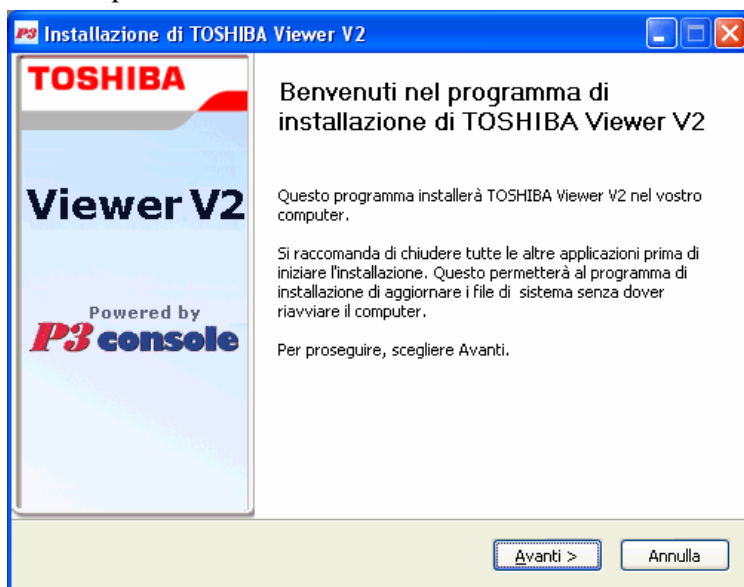 P3 Installazione di TOSHIBA Viewer V2
TOSHIBA
Viewer V2
Powered by
P3 console
Benvenuti nel programma di
installazione di TOSHIBA Viewer V2
Questo programma installerà TOSHIBA Viewer V2 nel vostro
computer.
Si raccomanda di chiudere tutte le altre applicazioni prima di
iniziare l'installazione. Questo permetterà al programma di
installazione di aggiornare i file di sistema senza dover
riavviare il computer.
Per proseguire, scegliere Avanti.
Avanti >
Annulla